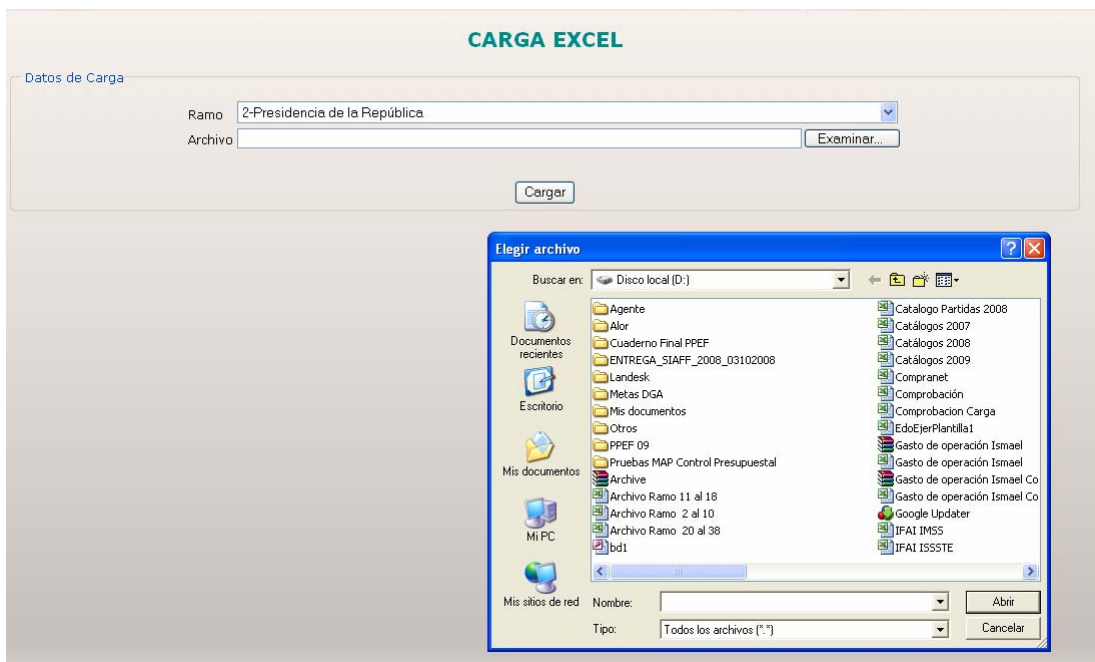 CARGA EXCEL
Datos de Carga
Ramo 2-Presidencia de la República
Archivo Examinar...
Cargar
Elegir archivo
Buscar en: Disco local (D:)
Documentos recientes
Escritorio
Mis documentos
Mi PC
Mis sitios de red
Agente
Alor
Cuaderno Final PPEF
ENTREGA_SIAFF_2008_03102008
Landesk
Metas DGA
Mis documentos
Otros
PPEF 09
Pruebas MAP Control Presupuestal
Archive
Archivo Ramo 11 al 18
Archivo Ramo 2 al 10
Archivo Ramo 20 al 38
bd1
Catalogo Partidas 2008
Catálogos 2007
Catálogos 2008
Catálogos 2009
Compranet
Comprobación
Comprobacion Carga
EdoEjerPlantilla1
Gasto de operación Ismael
Gasto de operación Ismael
Gasto de operación Ismael Co
Gasto de operación Ismael Co
Google Updater
IFAI IMSS
IFAI ISSSTE
Nombre: Abrir
Tipo: Todos los archivos (*.*) Cancelar